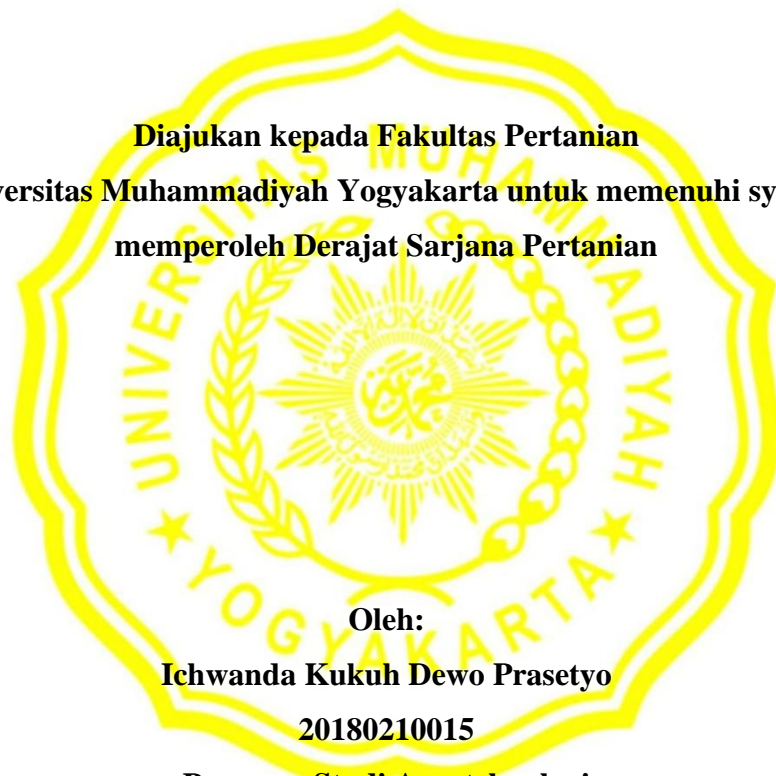 Diajukan kepada Fakultas Pertanian
versitas Muhammadiyah Yogyakarta untuk memenuhi sy
memperoleh Derajat Sarjana Pertanian
UNIVERSITAS MUHAMMADIYAH
YOGYAKARTA
Oleh:
Ichwanda Kukuh Dewo Prasetyo
20180210015